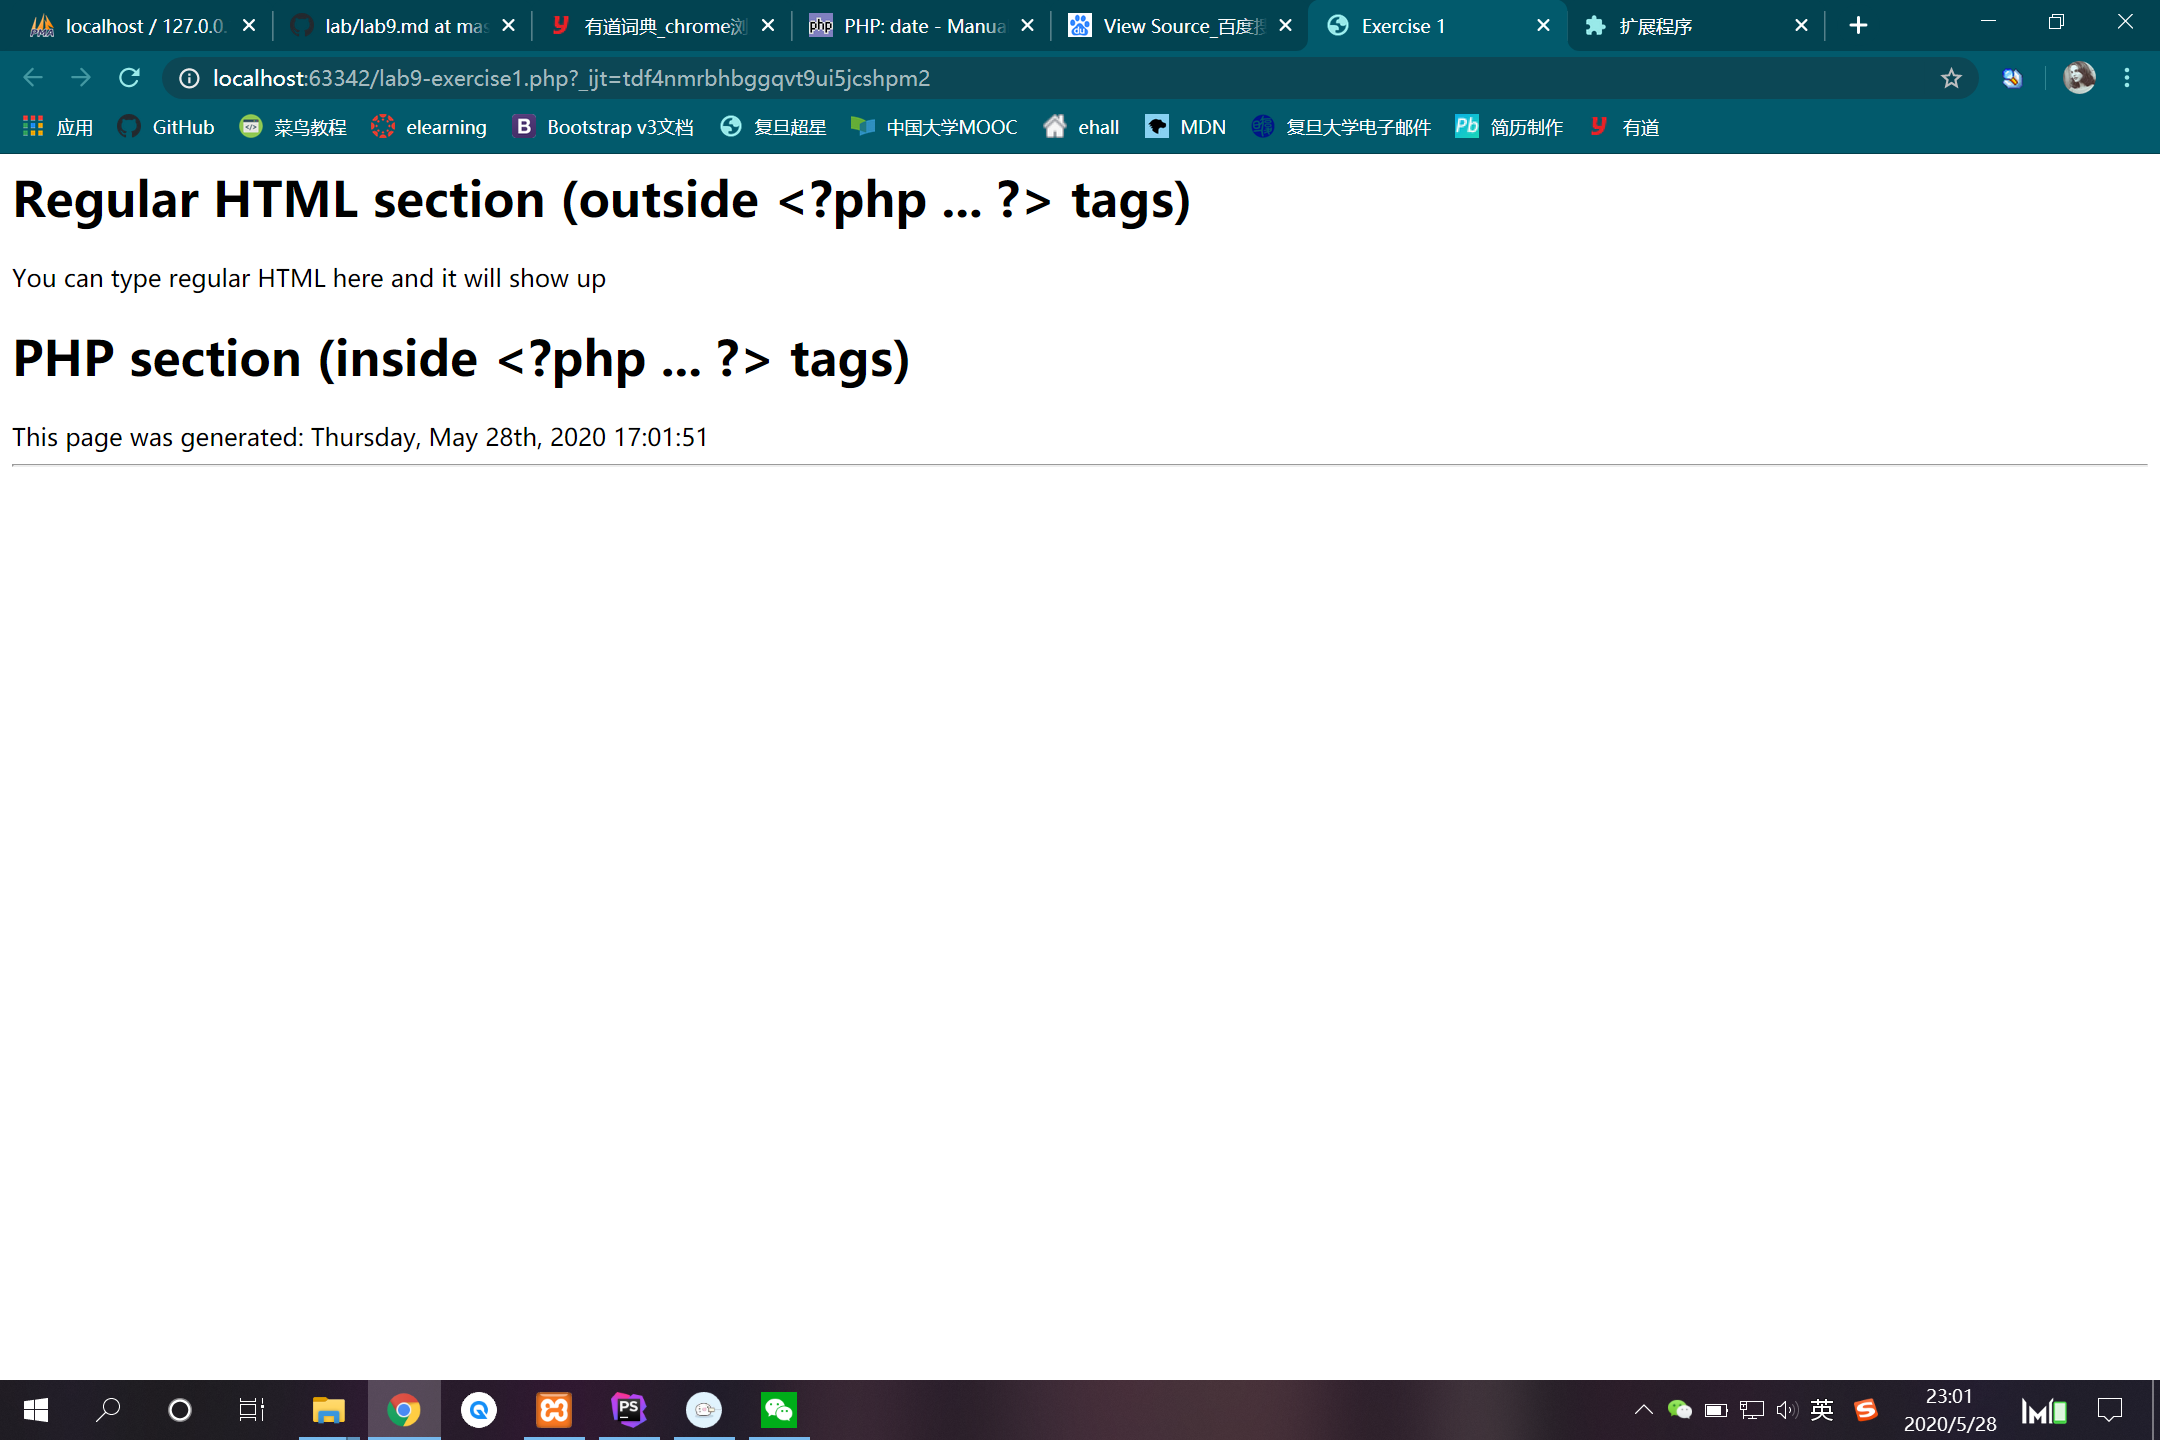 localhost / 127.0.0.
lab/lab9.md at mas
有道词典_chrome浏
PHP: date - Manua
View Source_百度搜
Exercise 1
扩展程序
localhost:63342/lab9-exercise1.php?_ijt=tdf4nmrbhbggqvt9ui5jcshpm2
应用 GitHub 菜鸟教程 elearning Bootstrap v3文档 复旦超星 中国大学MOOC ehall MDN 复旦大学电子邮件 简历制作 有道
Regular HTML section (outside <?php ... ?> tags)
You can type regular HTML here and it will show up
PHP section (inside <?php ... ?> tags)
This page was generated: Thursday, May 28th, 2020 17:01:51
英
23:01
2020/5/28